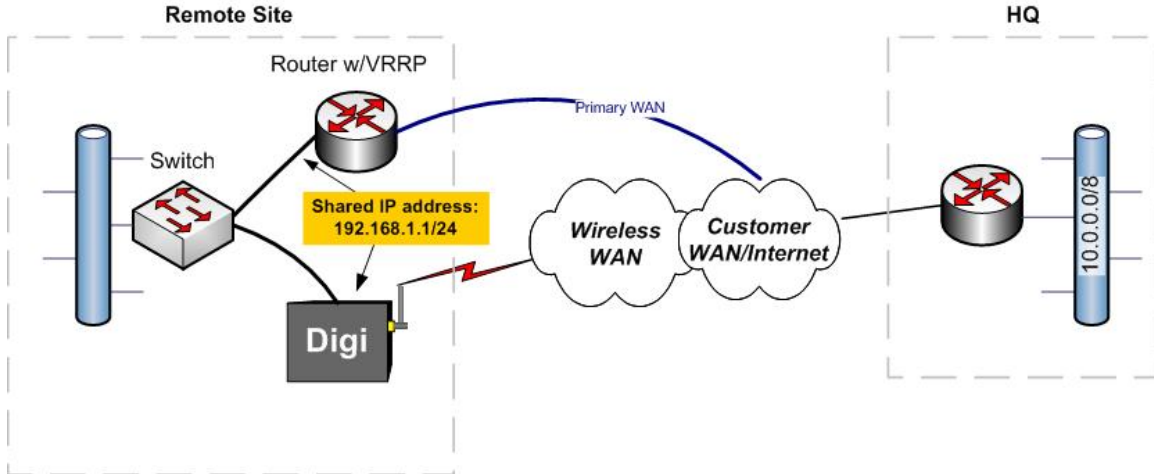 Remote Site
HQ
Router w/VRRP
Primary WAN
Switch
Shared IP address:
192.168.1.1/24
Wireless
WAN
Customer
WAN/Internet
10.0.0.0/8
Digi